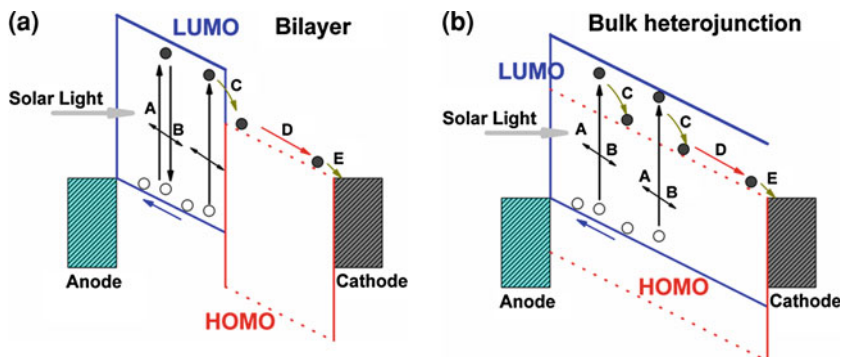 (a)
LUMO
Bilayer
Solar Light
A
B
C
D
E
Anode
Cathode
HOMO
(b)
Bulk heterojunction
LUMO
Solar Light
A
B
C
A
B
C
D
E
Anode
HOMO
Cathode